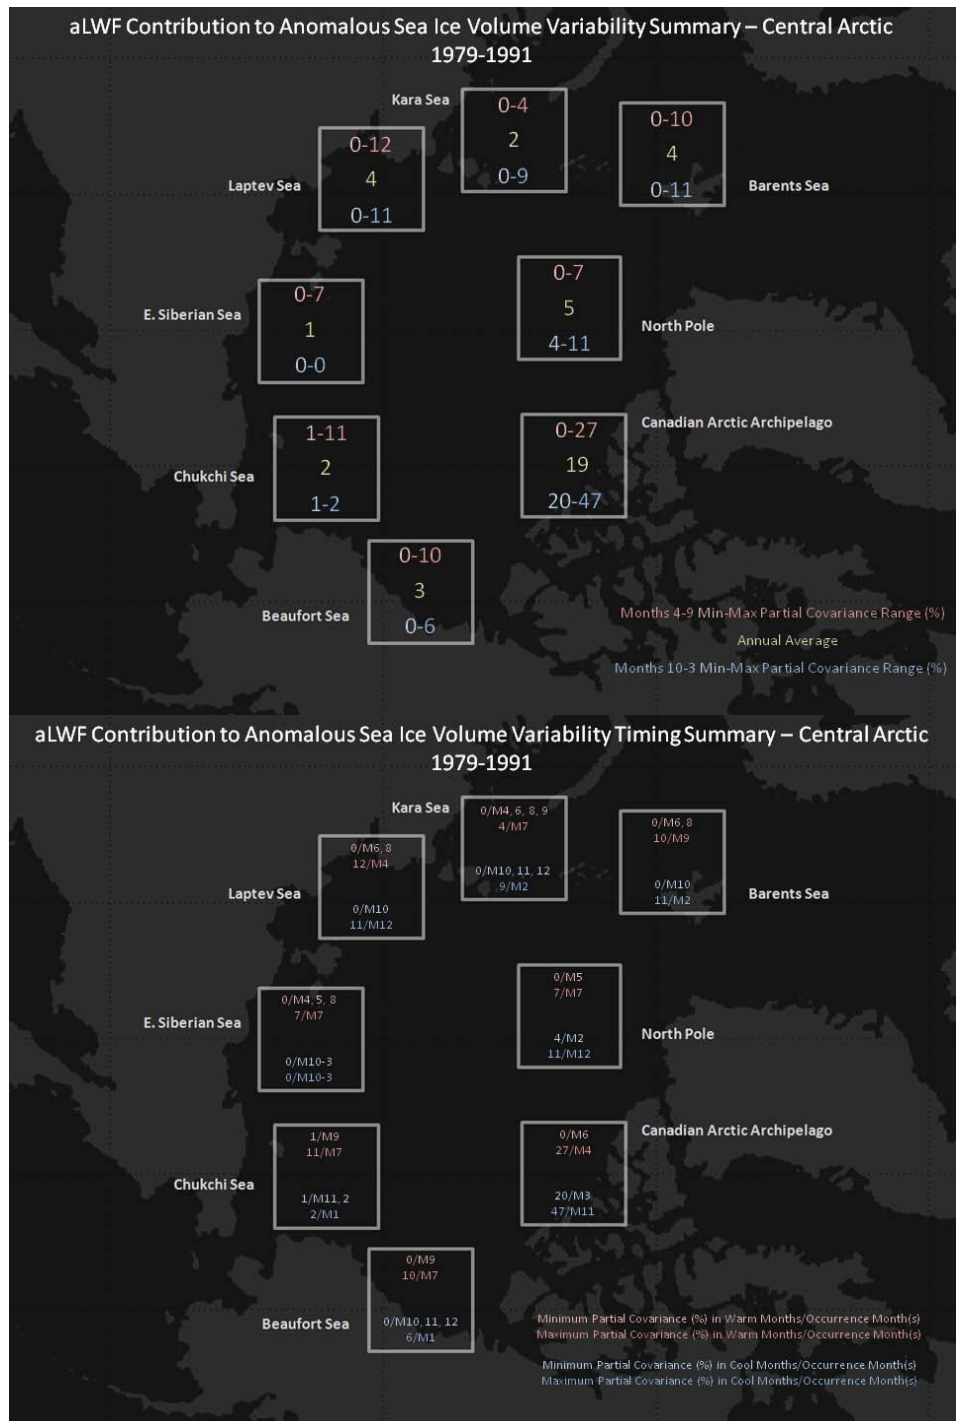 aLWF Contribution to Anomalous Sea Ice Volume Variability Summary – Central Arctic
1979-1991
Kara Sea
0-4
2
0-9
0-10
4
0-11
Barents Sea
Laptev Sea
0-12
4
0-11
E. Siberian Sea
0-7
1
0-0
0-7
5
4-11
North Pole
Chukchi Sea
1-11
2
1-2
0-27
19
20-47
Canadian Arctic Archipelago
Beaufort Sea
0-10
3
0-6
Months 4-9 Min-Max Partial Covariance Range (%)
Annual Average
Months 10-3 Min-Max Partial Covariance Range (%)
aLWF Contribution to Anomalous Sea Ice Volume Variability Timing Summary – Central Arctic
1979-1991
Kara Sea
0/M4, 6, 8, 9
4/M7
0/M10, 11, 12
9/M2
0/M6, 8
10/M9
0/M10
11/M2
Barents Sea
Laptev Sea
0/M6, 8
12/M4
0/M10
11/M12
E. Siberian Sea
0/M4, 5, 8
7/M7
0/M10-3
0/M10-3
0/M5
7/M7
4/M2
11/M12
North Pole
Chukchi Sea
1/M9
11/M7
1/M11, 2
2/M1
0/M6
27/M4
20/M3
47/M11
Canadian Arctic Archipelago
Beaufort Sea
0/M9
10/M7
0/M10, 11, 12
6/M1
Minimum Partial Covariance (%) in Warm Months/Occurrence Month(s)
Maximum Partial Covariance (%) in Warm Months/Occurrence Month(s)
Minimum Partial Covariance (%) in Cool Months/Occurrence Month(s)
Maximum Partial Covariance (%) in Cool Months/Occurrence Month(s)